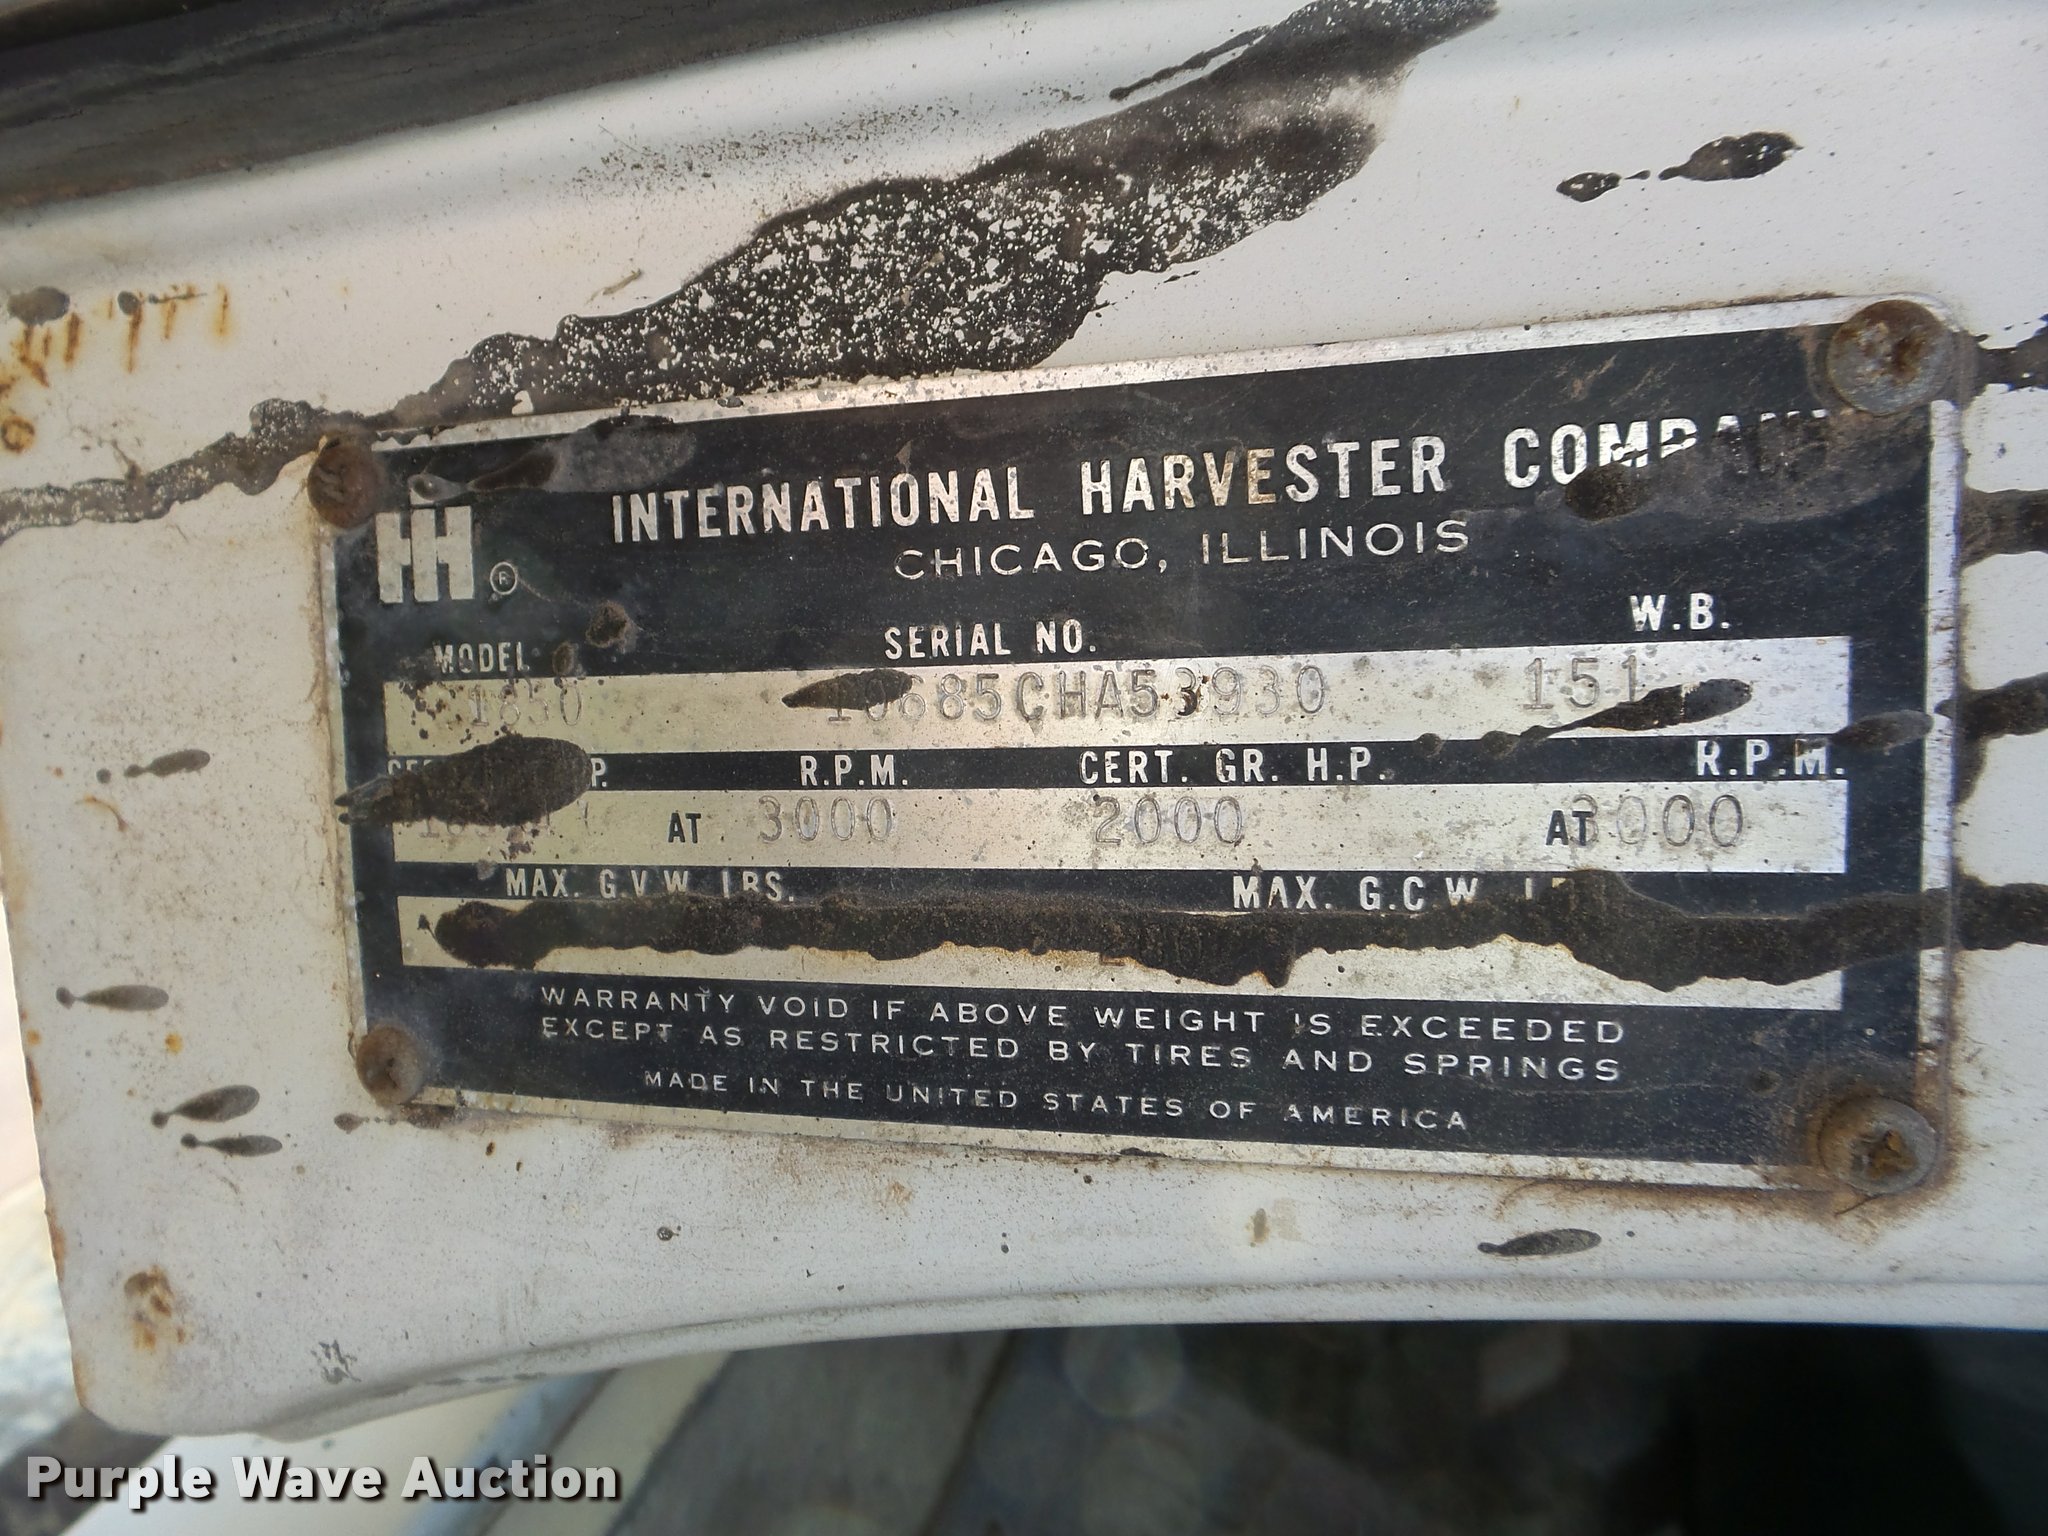 INTERNATIONAL HARVESTER COMPANY
IH ®
CHICAGO, ILLINOIS
MODEL SERIAL NO. W.B.
1850 10685CHA53930 151
R.P.M. CERT. GR. H.P. R.P.M.
AT 3000 2000 AT 3000
MAX. G.V.W. LBS. MAX. G.C.W.
WARRANTY VOID IF ABOVE WEIGHT IS EXCEEDED
EXCEPT AS RESTRICTED BY TIRES AND SPRINGS
MADE IN THE UNITED STATES OF AMERICA
Purple Wave Auction